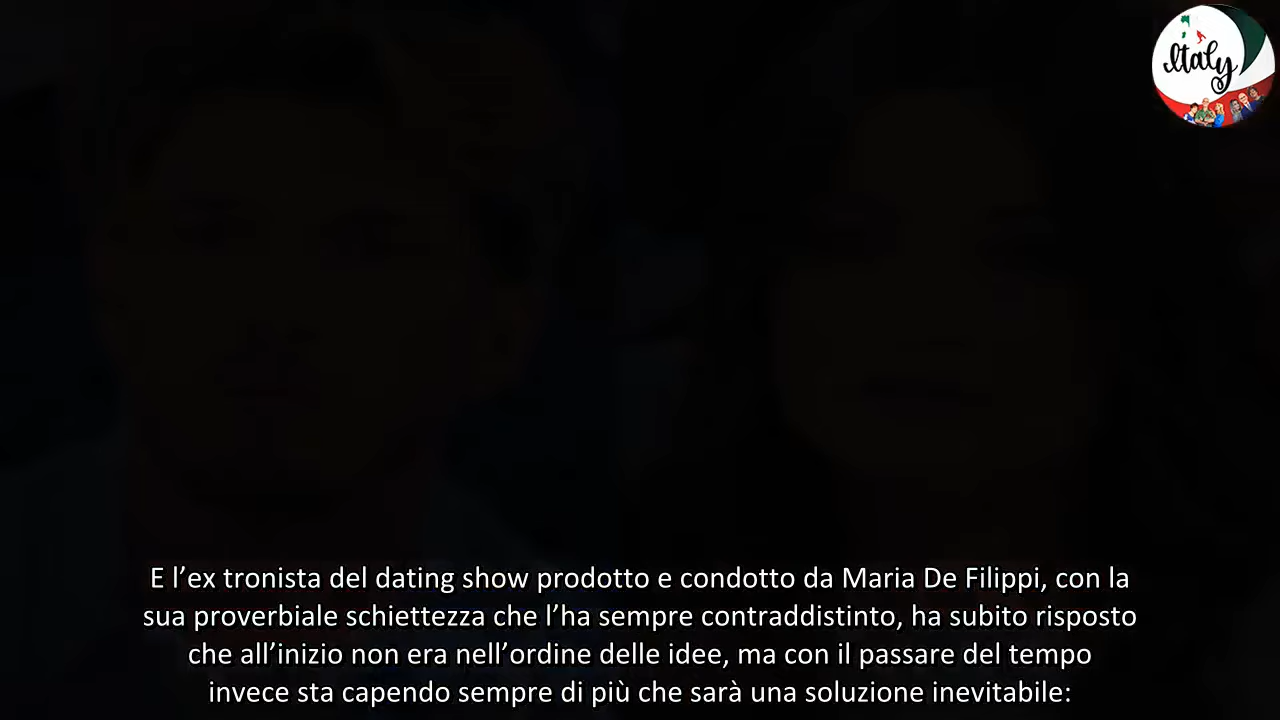 Italy
E l’ex tronista del dating show prodotto e condotto da Maria De Filippi, con la
sua proverbiale schiettezza che l’ha sempre contraddistinto, ha subito risposto
che all’inizio non era nell’ordine delle idee, ma con il passare del tempo
invece sta capendo sempre di più che sarà una soluzione inevitabile: